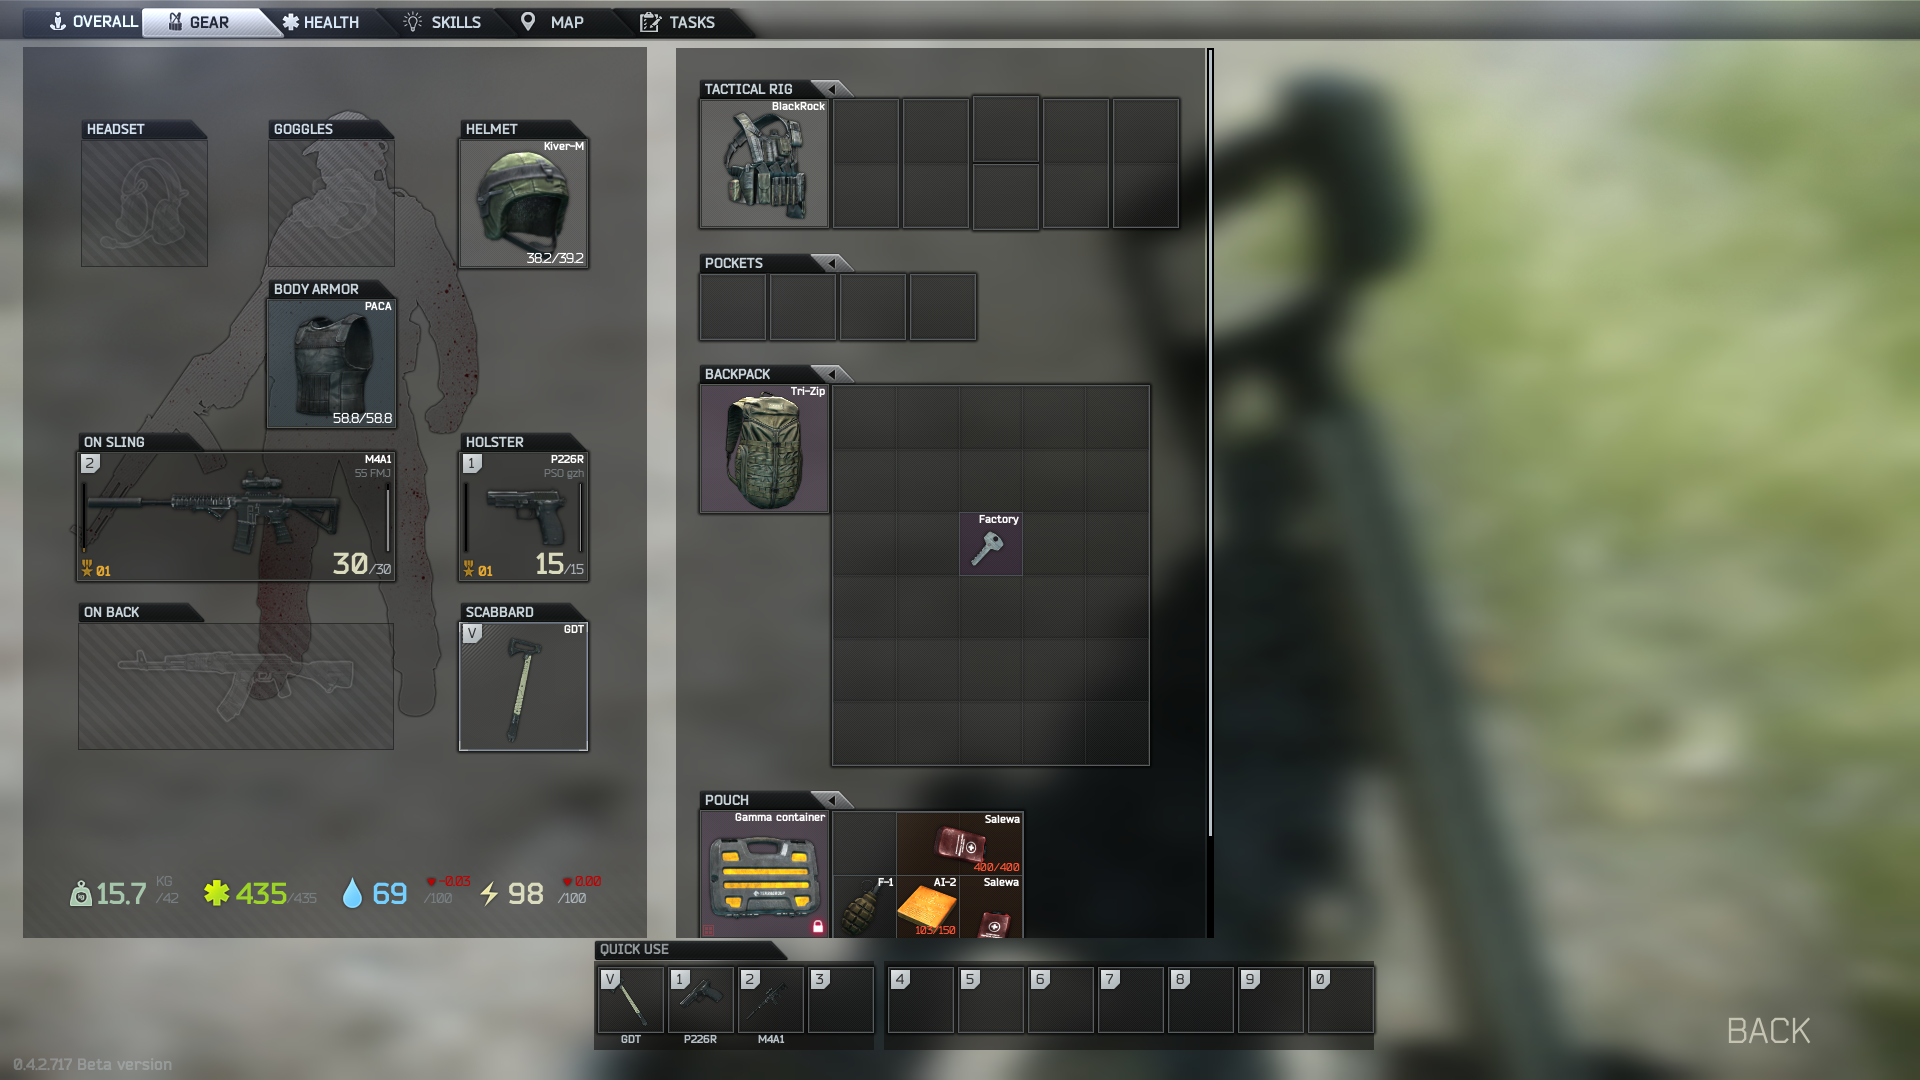 OVERALL
GEAR
HEALTH
SKILLS
MAP
TASKS
HEADSET
GOGGLES
HELMET
Kiver-M
38.2/39.2
BODY ARMOR
PACA
58.8/58.8
ON SLING
2
M4A1
55 FMJ
01
30/30
HOLSTER
1
P226R
PSO gzh
01
15/15
ON BACK
SCABBARD
V
GDT
15.7
KG
/42
435/435
69
-0.03
/100
98
0.00
/100
TACTICAL RIG
BlackRock
POCKETS
BACKPACK
Tri-Zip
Factory
POUCH
Gamma container
Salewa
400/400
F-1
AI-2
103/150
Salewa
QUICK USE
V
1
2
3
4
5
6
7
8
9
0
GDT
P226R
M4A1
BACK
0.4.2.717 Beta version